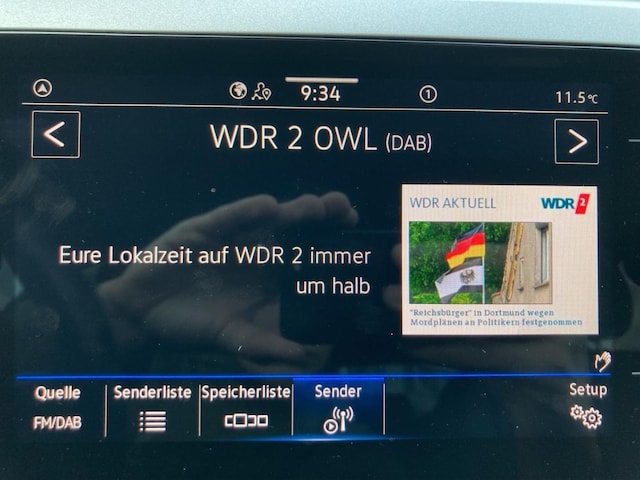 9:34
1
11.5°C
WDR 2 OWL (DAB)
WDR AKTUELL
WDR 2
Eure Lokalzeit auf WDR 2 immer
um halb
"Reichsbürger" in Dortmund wegen
Mordplänen an Politikern festgenommen
Quelle
FM/DAB
Senderliste
Speicherliste
Sender
Setup